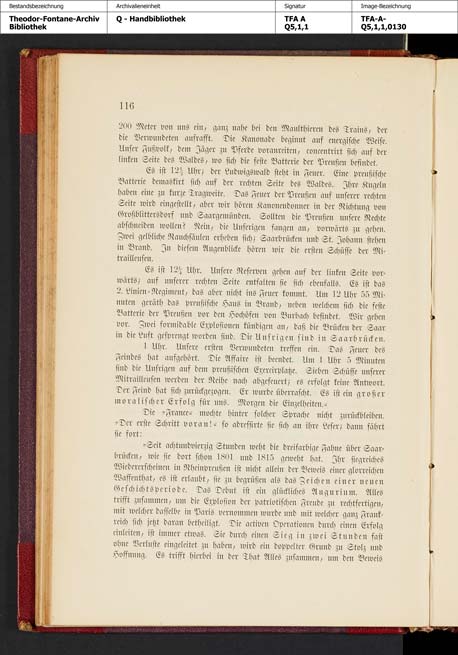 Bestandsbezeichnung
Archivalieneinheit
Signatur
Image-Bezeichnung
Theodor-Fontane-Archiv
Bibliothek
Q - Handbibliothek
TFA A
Q5,1,1
TFA-A-
Q5,1,1,0130
116
200 Meter von uns ein, ganz nahe bei den Maulthieren des Trains, der
die Verwundeten aufrafft. Die Kanonade beginnt auf energische Weise.
Unser Fußvolk, dem Jäger zu Pferde voranreiten, concentrirt sich auf der
linken Seite des Waldes, wo sich die feste Batterie der Preußen befindet.
Es ist 12¼ Uhr; der Ludwigswald steht in Feuer. Eine preußische
Batterie demaskirt sich auf der rechten Seite des Waldes. Ihre Kugeln
haben eine zu kurze Tragweite. Das Feuer der Preußen auf unserer rechten
Seite wird eingestellt; aber wir hören Kanonendonner in der Richtung von
Großblittersdorf und Saargemünden. Sollten die Preußen unsere Rechte
abschneiden wollen? Nein, die Unserigen fangen an, vorwärts zu gehen.
Zwei gelbliche Rauchsäulen erheben sich; Saarbrücken und St. Johann stehen
in Brand. In diesem Augenblicke hören wir die ersten Schüsse der Mi-
trailleusen.
Es ist 12½ Uhr. Unsere Reserven gehen auf der linken Seite vor-
wärts; auf unserer rechten Seite entfalten sie sich ebenfalls. Es ist das
2. Linien-Regiment, das aber nicht ins Feuer kommt. Um 12 Uhr 55 Mi-
nuten geräth das preußische Haus in Brand, neben welchem sich die feste
Batterie der Preußen vor den Hochöfen von Burbach befindet. Wir gehen
vor. Zwei formidable Explosionen kündigen an, daß die Brücken der Saar
in die Luft gesprengt worden sind. Die Unsrigen sind in Saarbrücken.
1 Uhr. Unsere ersten Verwundeten treffen ein. Das Feuer des
Feindes hat aufgehört. Die Affaire ist beendet. Um 1 Uhr 5 Minuten
sind die Unsrigen auf dem preußischen Exercirplatze. Sieben Schüsse unserer
Mitrailleusen werden der Reihe nach abgefeuert; es erfolgt keine Antwort.
Der Feind hat sich zurückgezogen. Er wurde überrascht. Es ist ein großer
moralischer Erfolg für uns. Morgen die Einzelheiten.«
Die »France« mochte hinter solcher Sprache nicht zurückbleiben.
»Der erste Schritt voran!« so adressirte sie sich an ihre Leser; dann fährt
sie fort:
»Seit achtundvierzig Stunden weht die dreifarbige Fahne über Saar-
brücken, wie sie dort schon 1801 und 1815 geweht hat. Ihr siegreiches
Wiedererscheinen in Rheinpreußen ist nicht allein der Beweis einer glorreichen
Waffenthat, es ist erlaubt, sie zu begrüßen als das Zeichen einer neuen
Geschichtsperiode. Das Debut ist ein glückliches Augurium. Alles
trifft zusammen, um die Explosion der patriotischen Freude zu rechtfertigen,
mit welcher dasselbe in Paris vernommen wurde und mit welcher ganz Frank-
reich sich jetzt daran betheiligt. Die activen Operationen durch einen Erfolg
einleiten, ist immer etwas. Sie durch einen Sieg in zwei Stunden fast
ohne Verluste eingeleitet zu haben, wird ein doppelter Grund zu Stolz und
Hoffnung. Es trifft hierbei in der That Alles zusammen, um den Beweis